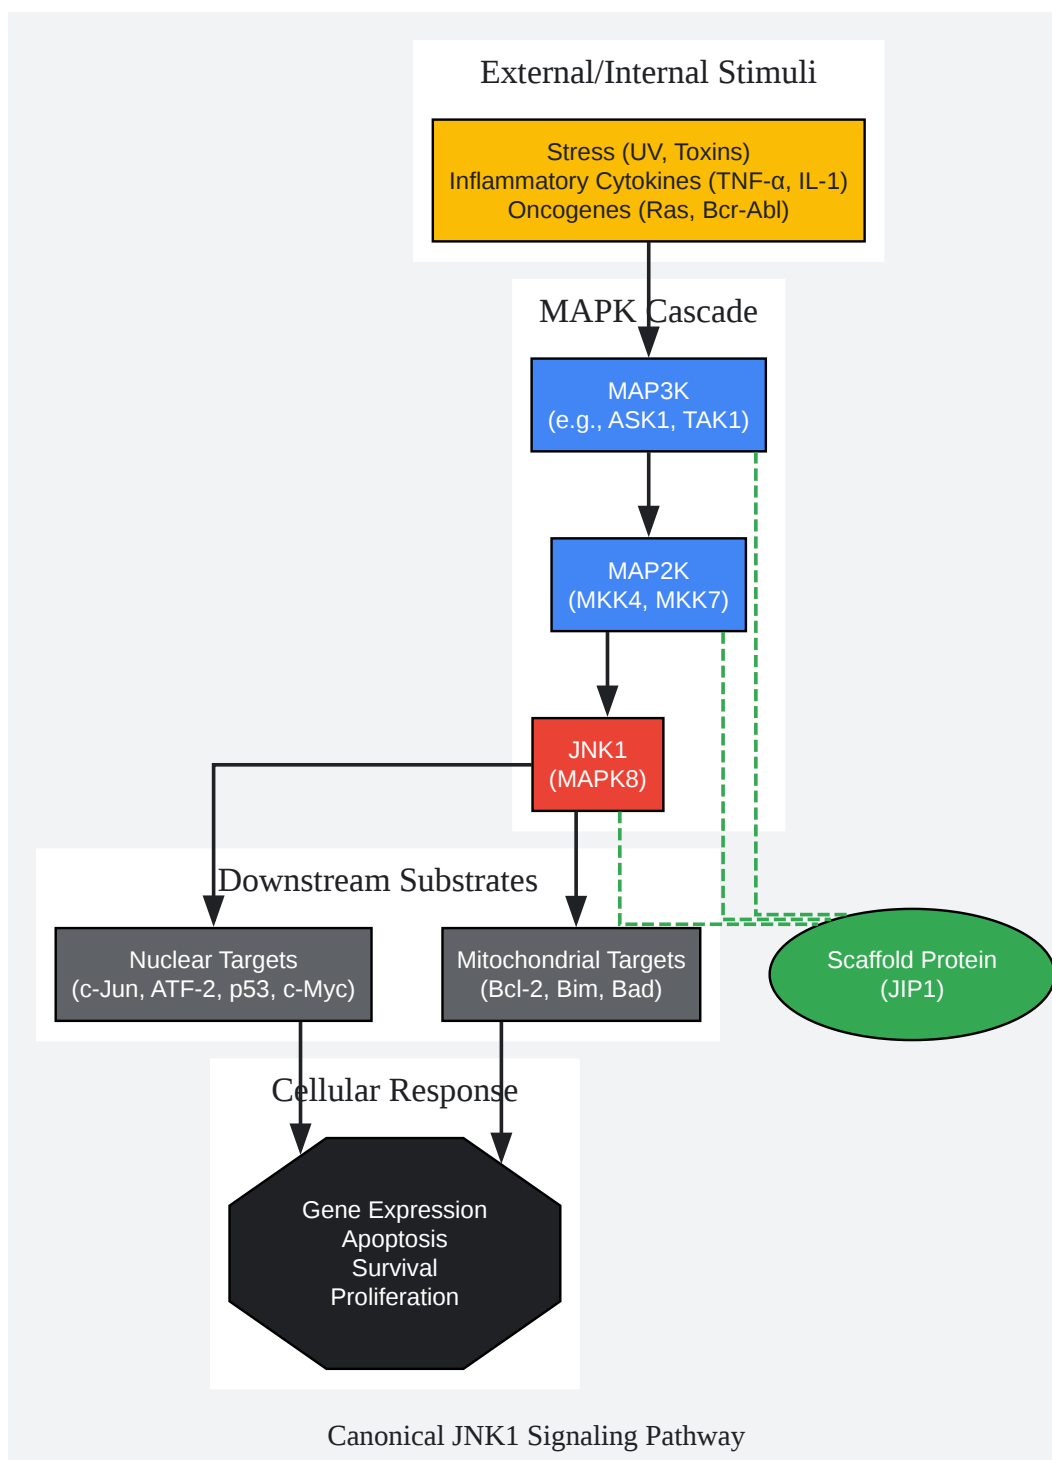 External/Internal Stimuli
Stress (UV, Toxins)
Inflammatory Cytokines (TNF-α, IL-1)
Oncogenes (Ras, Bcr-Abl)
MAPK Cascade
MAP3K
(e.g., ASK1, TAK1)
MAP2K
(MKK4, MKK7)
JNK1
(MAPK8)
Downstream Substrates
Nuclear Targets
(c-Jun, ATF-2, p53, c-Myc)
Mitochondrial Targets
(Bcl-2, Bim, Bad)
Scaffold Protein
(JIP1)
Cellular Response
Gene Expression
Apoptosis
Survival
Proliferation
Canonical JNK1 Signaling Pathway